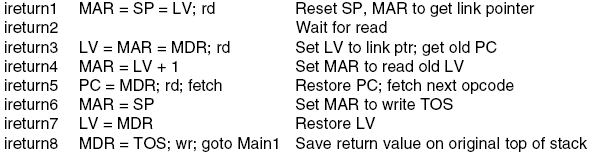 ireturn1 MAR = SP = LV; rd Reset SP, MAR to get link pointer
ireturn2 Wait for read
ireturn3 LV = MAR = MDR; rd Set LV to link ptr; get old PC
ireturn4 MAR = LV + 1 Set MAR to read old LV
ireturn5 PC = MDR; rd; fetch Restore PC; fetch next opcode
ireturn6 MAR = SP Set MAR to write TOS
ireturn7 LV = MDR Restore LV
ireturn8 MDR = TOS; wr; goto Main1 Save return value on original top of stack